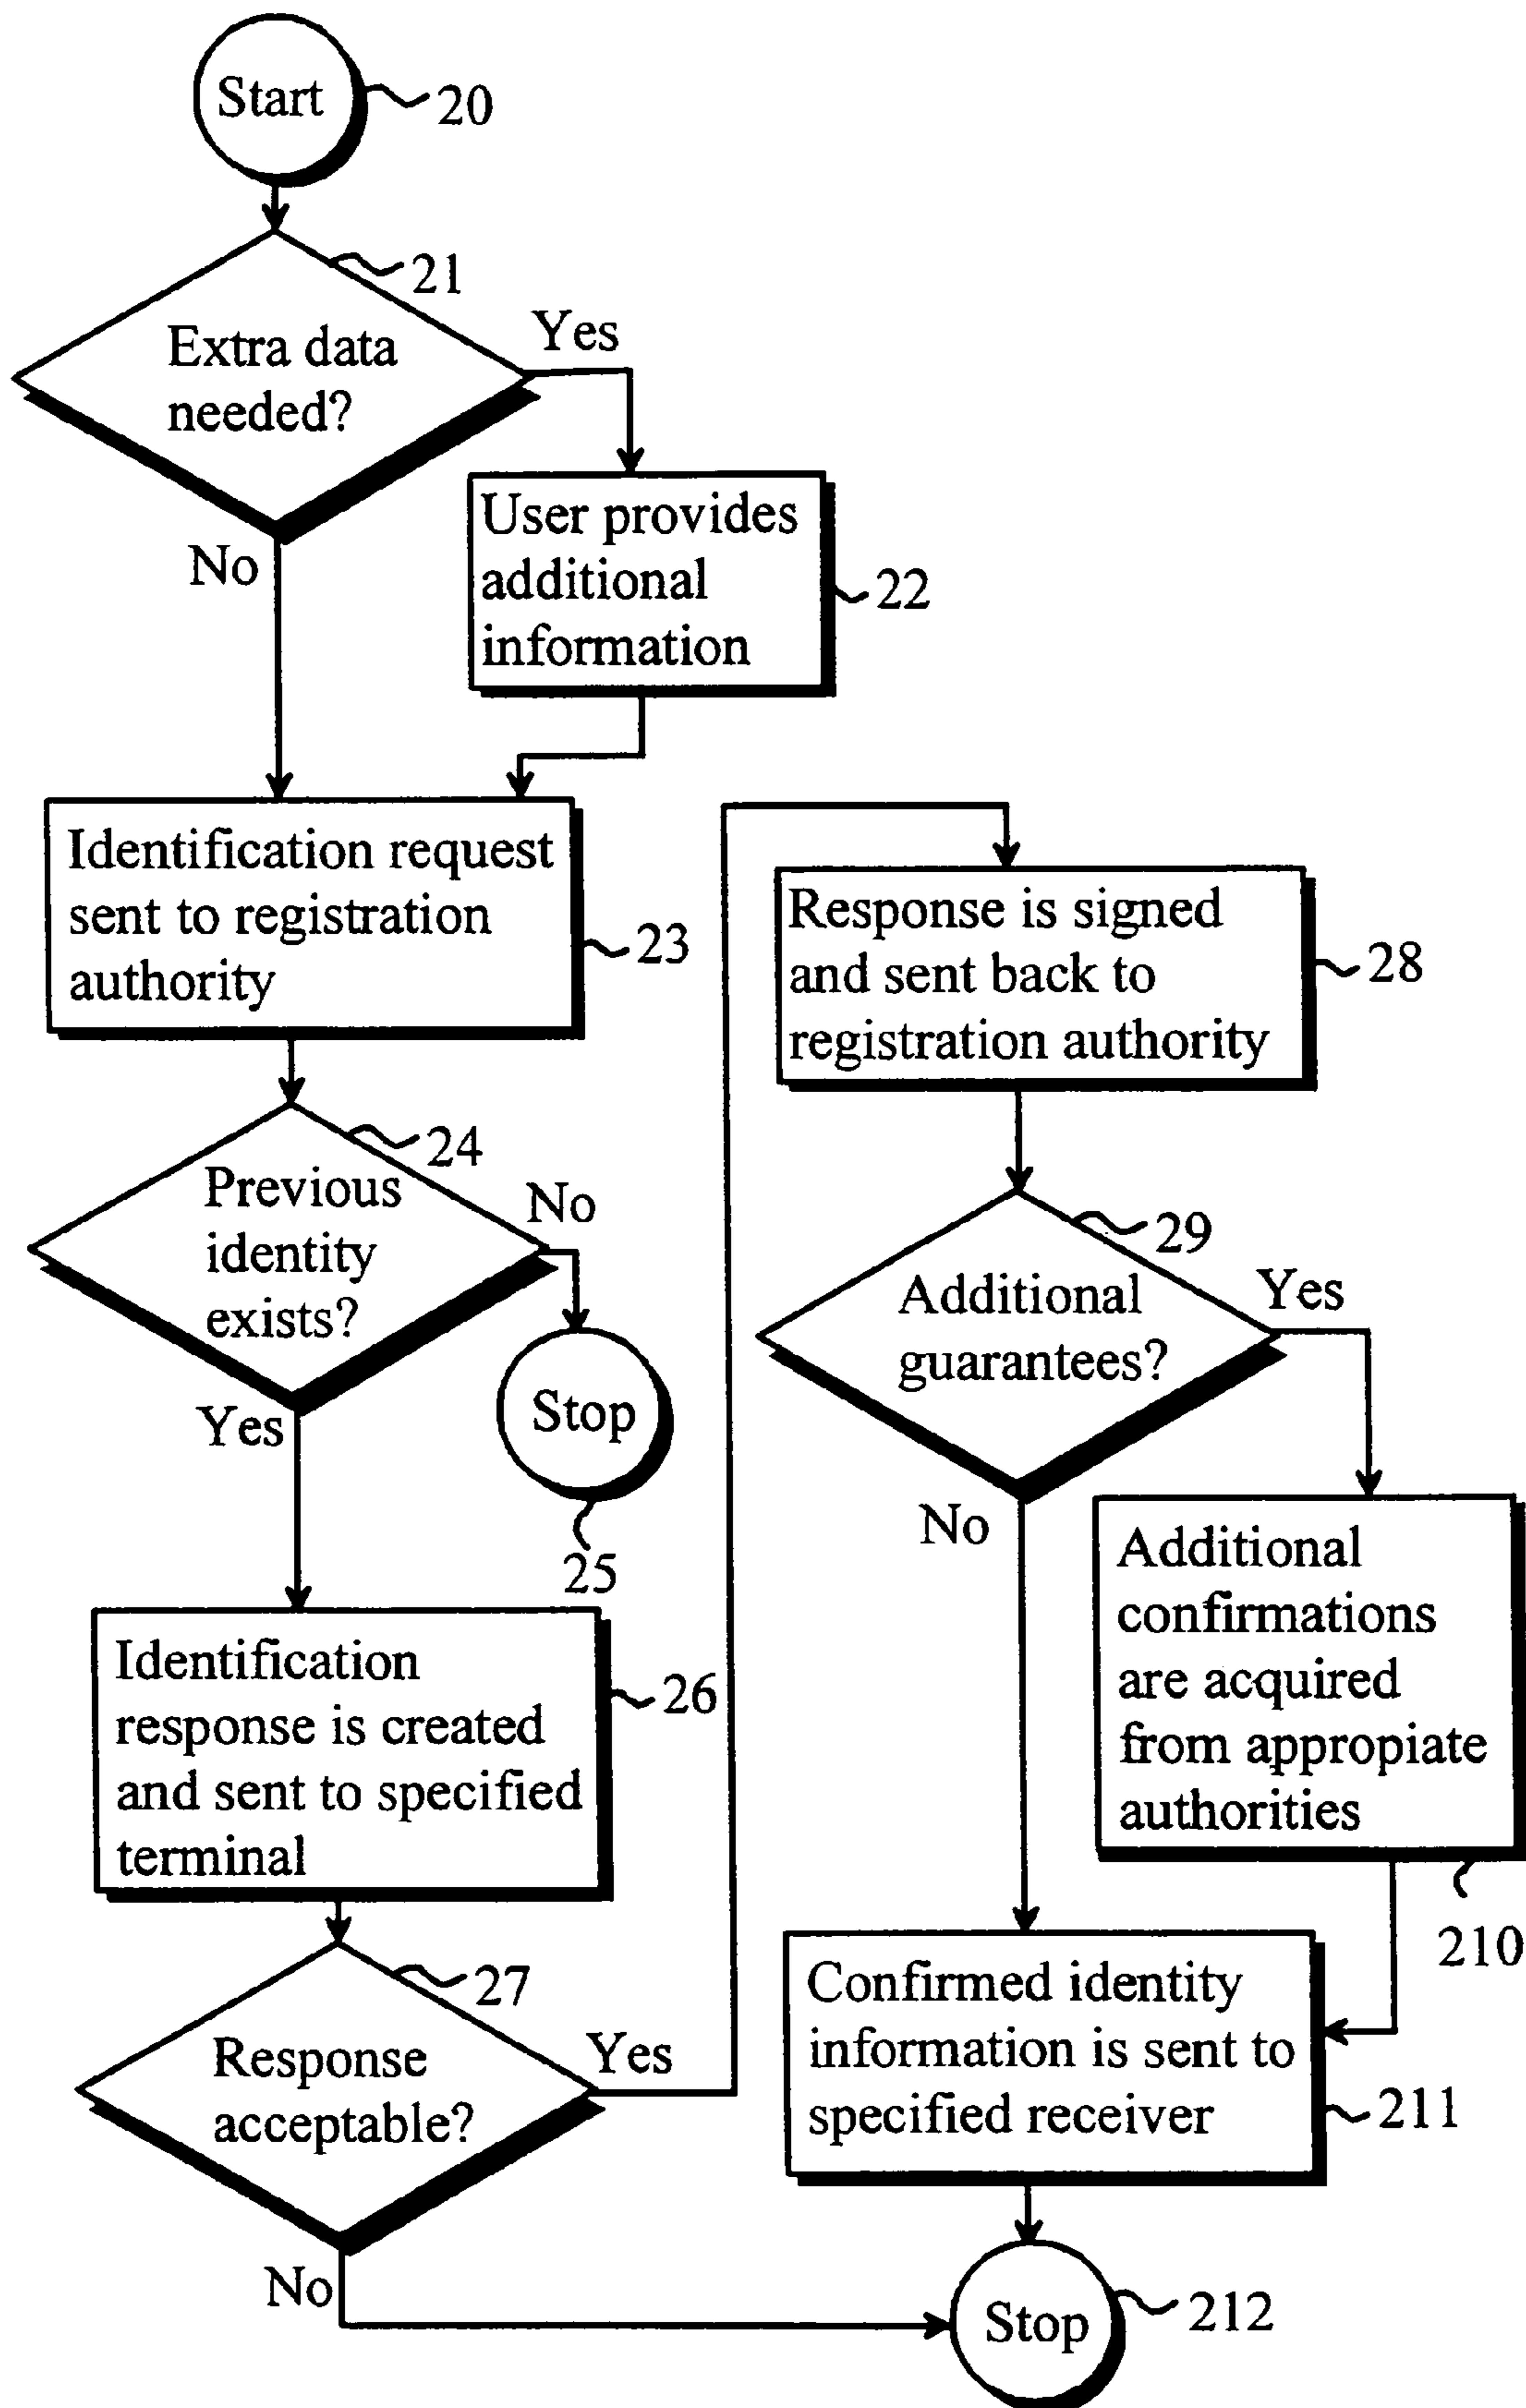 Start
20
21
Extra data
needed?
Yes
No
User provides
additional
information
22
Identification request
sent to registration
authority
23
24
Previous
identity
exists?
No
Yes
Stop
25
Identification
response is created
and sent to specified
terminal
26
27
Response
acceptable?
Yes
No
Response is signed
and sent back to
registration authority
28
29
Additional
guarantees?
Yes
No
Additional
confirmations
are acquired
from appropiate
authorities
210
Confirmed identity
information is sent to
specified receiver
211
Stop
212